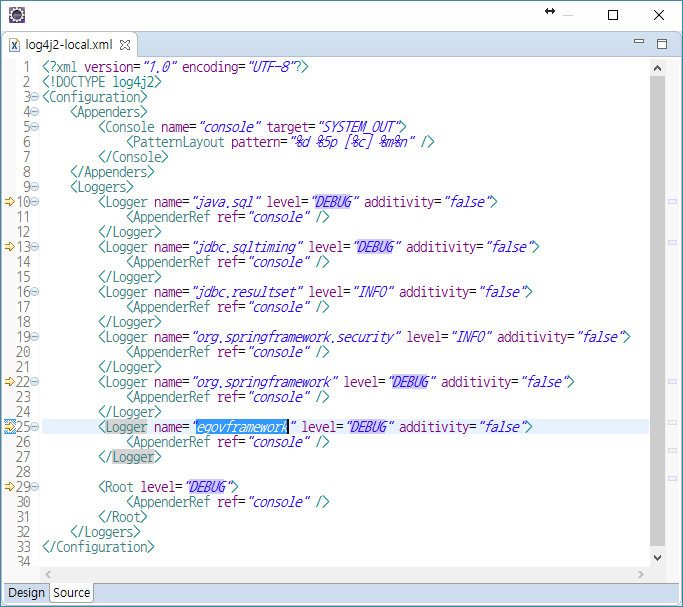 log4j2-local.xml
1 <?xml version="1.0" encoding="UTF-8"?>
2 <!DOCTYPE log4j2>
3 <Configuration>
4     <Appenders>
5         <Console name="console" target="SYSTEM_OUT">
6             <PatternLayout pattern="%d %5p [%c] %m%n" />
7         </Console>
8     </Appenders>
9     <Loggers>
10         <Logger name="java.sql" level="DEBUG" additivity="false">
11             <AppenderRef ref="console" />
12         </Logger>
13         <Logger name="jdbc.sqltiming" level="DEBUG" additivity="false">
14             <AppenderRef ref="console" />
15         </Logger>
16         <Logger name="jdbc.resultset" level="INFO" additivity="false">
17             <AppenderRef ref="console" />
18         </Logger>
19         <Logger name="org.springframework.security" level="INFO" additivity="false">
20             <AppenderRef ref="console" />
21         </Logger>
22         <Logger name="org.springframework" level="DEBUG" additivity="false">
23             <AppenderRef ref="console" />
24         </Logger>
25         <Logger name="egovframework" level="DEBUG" additivity="false">
26             <AppenderRef ref="console" />
27         </Logger>
28
29         <Root level="DEBUG">
30             <AppenderRef ref="console" />
31         </Root>
32     </Loggers>
33 </Configuration>
34
Design Source